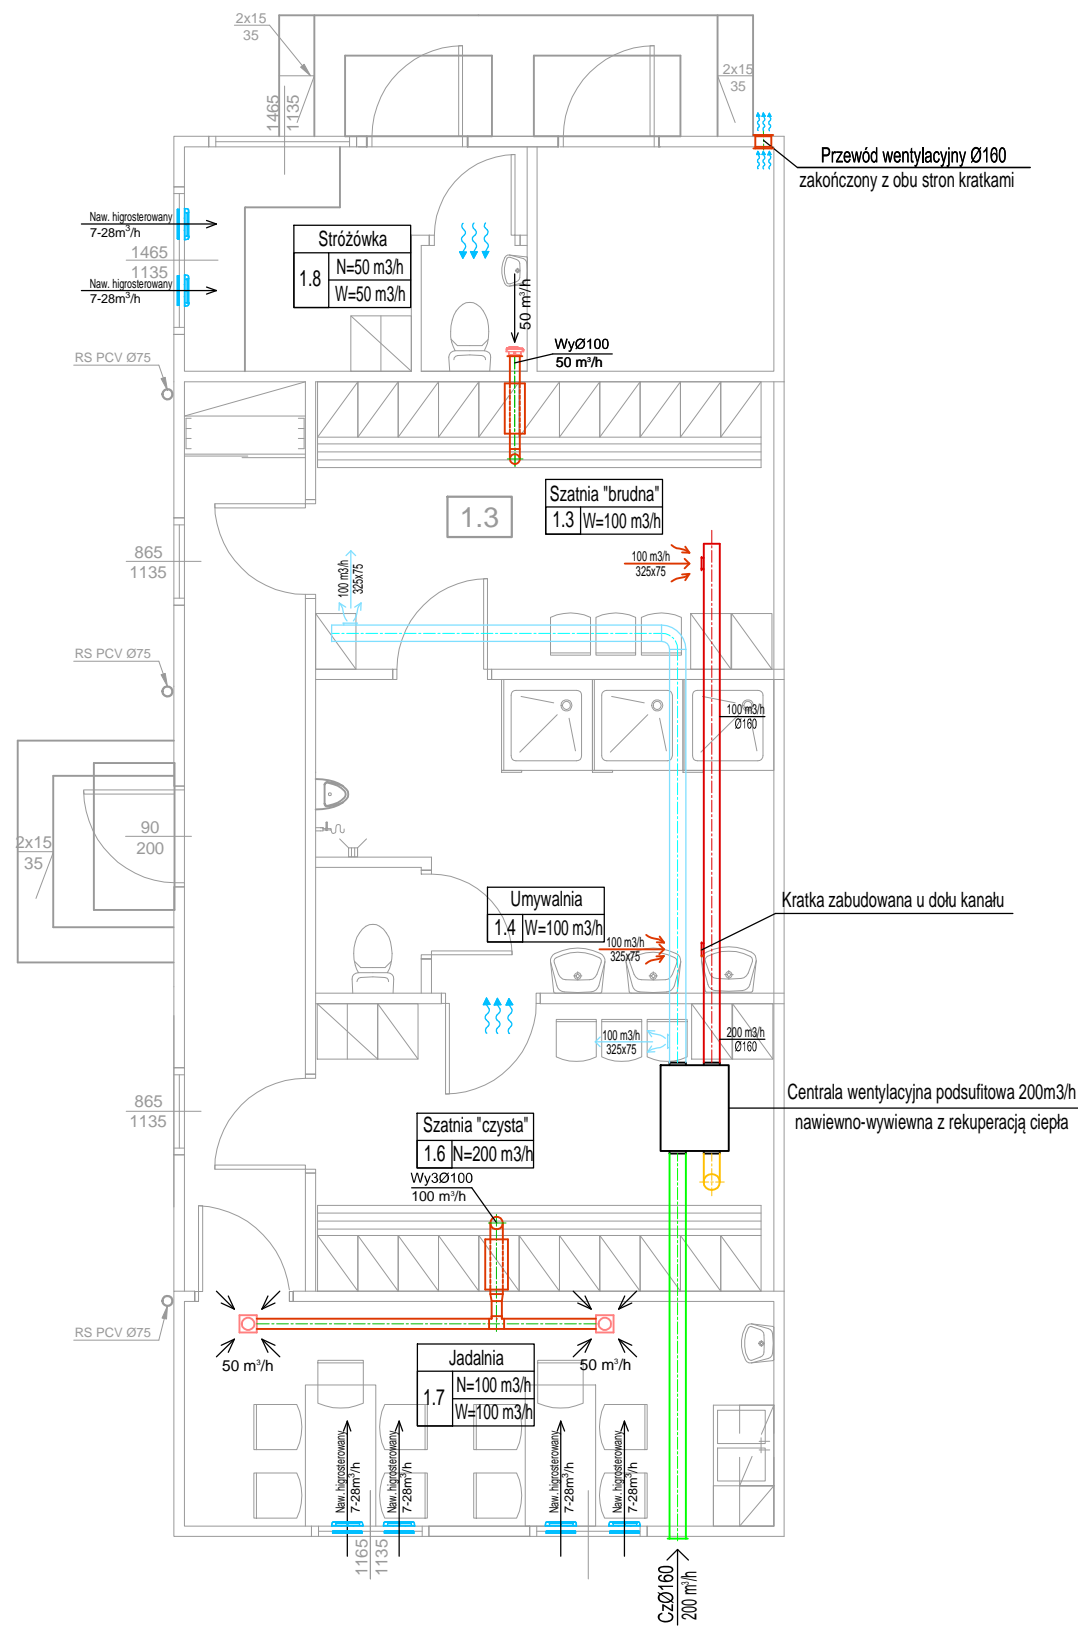 2x15
35
1465
1135
2x15
35
Przewód wentylacyjny Ø160
zakończony z obu stron kratkami
Naw. higrosterowany
7-28m³/h
1465
1135
Naw. higrosterowany
7-28m³/h
Stróżówka
1.8
N=50 m3/h
W=50 m3/h
50 m³/h
WyØ100
50 m³/h
RS PCV Ø75
Szatnia "brudna"
1.3
W=100 m3/h
1.3
865
1135
100 m3/h
325x75
100 m3/h
325x75
RS PCV Ø75
100 m3/h
Ø160
90
200
2x15
35
Umywalnia
1.4
W=100 m3/h
Kratka zabudowana u dołu kanału
100 m3/h
325x75
100 m3/h
325x75
200 m3/h
Ø160
Centrala wentylacyjna podsufitowa 200m3/h
nawiewno-wywiewna z rekuperacją ciepła
865
1135
Szatnia "czysta"
1.6
N=200 m3/h
Wy3Ø100
100 m³/h
RS PCV Ø75
50 m³/h
50 m³/h
Jadalnia
1.7
N=100 m3/h
W=100 m3/h
Naw. higrosterowany
7-28m³/h
Naw. higrosterowany
7-28m³/h
Naw. higrosterowany
7-28m³/h
Naw. higrosterowany
7-28m³/h
1165
1135
CzØ160
200 m³/h